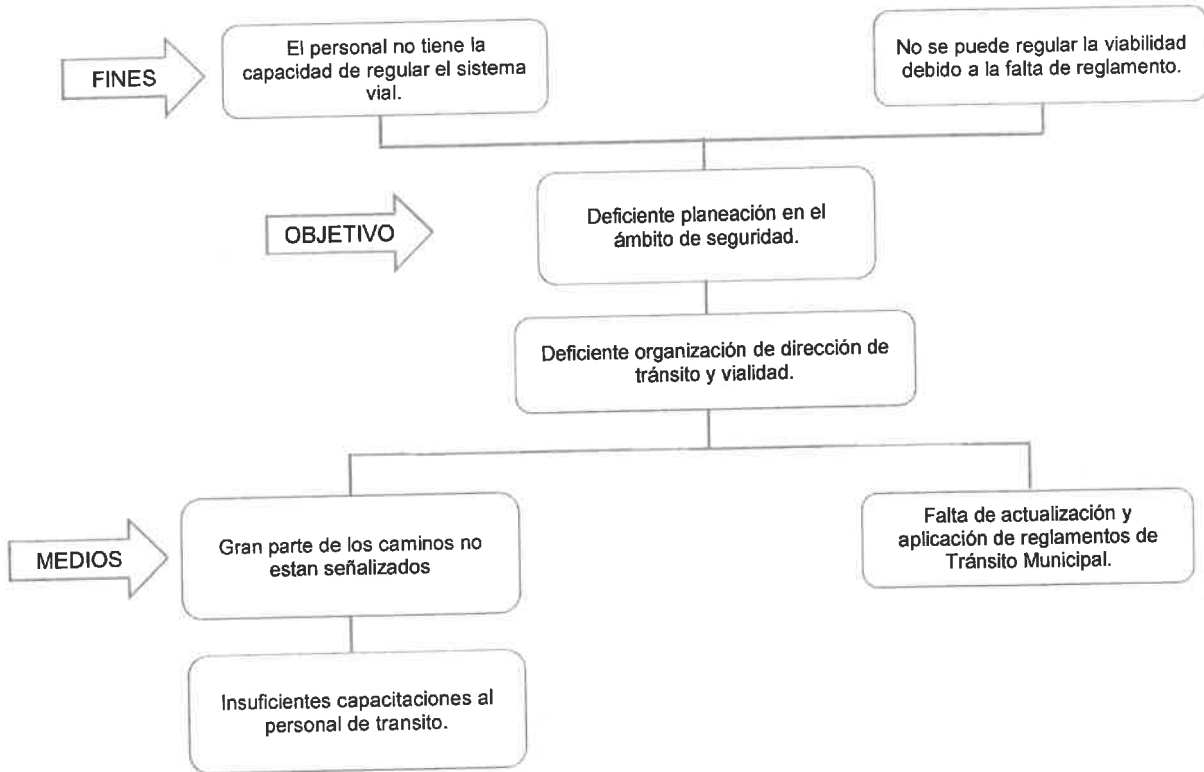 FINES
El personal no tiene la
capacidad de regular el sistema
vial.
No se puede regular la viabilidad
debido a la falta de reglamento.
OBJETIVO
Deficiente planeación en el
ámbito de seguridad.
Deficiente organización de dirección de
tránsito y vialidad.
MEDIOS
Gran parte de los caminos no
estan señalizados
Falta de actualización y
aplicación de reglamentos de
Tránsito Municipal.
Insuficientes capacitaciones al
personal de transito.